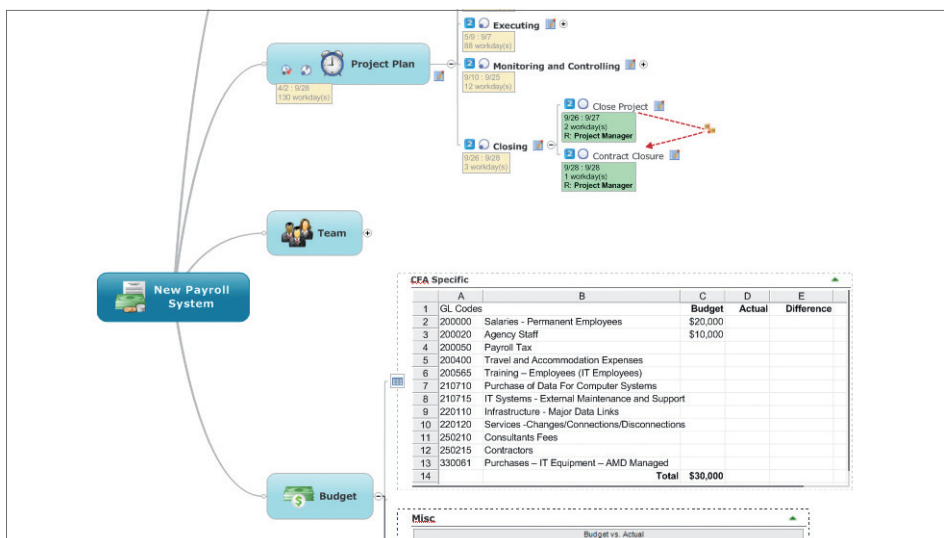 2 Executing
5/9 : 9/7
88 workday(s)
Project Plan
4/2 : 9/28
130 workday(s)
2 Monitoring and Controlling
9/10 : 9/25
12 workday(s)
2 Closing
9/26 : 9/28
3 workday(s)
2 Close Project
9/26 : 9/27
2 workday(s)
R: Project Manager
2 Contract Closure
9/28 : 9/28
1 workday(s)
R: Project Manager
Team
New Payroll
System
CFA Specific
A B C D E
1 GL Codes Budget Actual Difference
2 200000 Salaries - Permanent Employees $20,000
3 200020 Agency Staff $10,000
4 200050 Payroll Tax
5 200400 Travel and Accommodation Expenses
6 200565 Training – Employees (IT Employees)
7 210710 Purchase of Data For Computer Systems
8 210715 IT Systems - External Maintenance and Support
9 220110 Infrastructure - Major Data Links
10 220120 Services -Changes/Connections/Disconnections
11 250210 Consultants Fees
12 250215 Contractors
13 330061 Purchases – IT Equipment – AMD Managed
14 Total $30,000
Budget
Misc
Budget vs. Actual